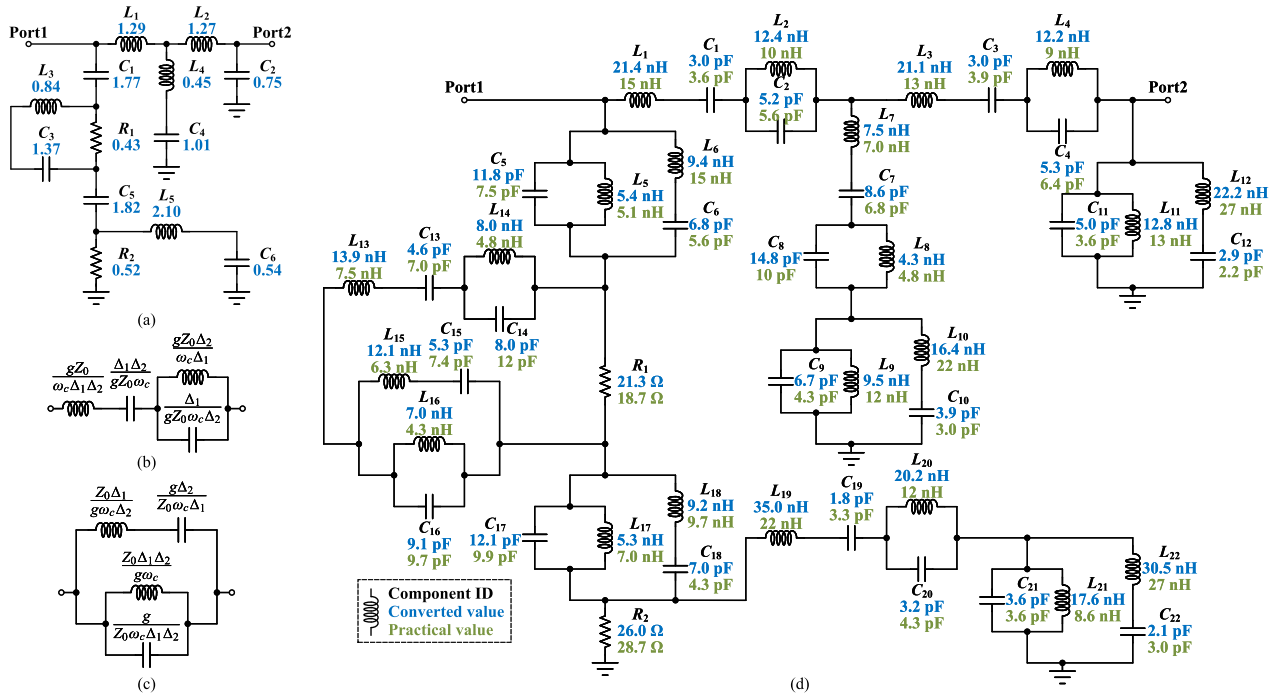 (a)
Port1
L1
1.29
L2
1.27
Port2
L3
0.84
C1
1.77
L4
0.45
C2
0.75
C3
1.37
R1
0.43
C4
1.01
C5
1.82
L5
2.10
R2
0.52
C6
0.54
(a)
gZ0
ωcΔ1Δ2
Δ1Δ2
gZ0ωc
gZ0Δ2
ωcΔ1
Δ1
gZ0ωcΔ2
(b)
Z0Δ1
gωcΔ2
gΔ2
Z0ωcΔ1
Z0Δ1Δ2
gωc
g
Z0ωcΔ1Δ2
(c)
(d)
Port1
L1
21.4 nH
15 nH
C1
3.0 pF
3.6 pF
L2
12.4 nH
10 nH
C2
5.2 pF
5.6 pF
L3
21.1 nH
13 nH
C3
3.0 pF
3.9 pF
L4
12.2 nH
9 nH
Port2
C4
5.3 pF
6.4 pF
C5
11.8 pF
7.5 pF
L5
5.4 nH
5.1 nH
L6
9.4 nH
15 nH
C6
6.8 pF
5.6 pF
L7
7.5 nH
7.0 nH
C7
8.6 pF
6.8 pF
C8
14.8 pF
10 pF
L8
4.3 nH
4.8 nH
C9
6.7 pF
4.3 pF
L9
9.5 nH
12 nH
L10
16.4 nH
22 nH
C10
3.9 pF
3.0 pF
C11
5.0 pF
3.6 pF
L11
12.8 nH
13 nH
L12
22.2 nH
27 nH
C12
2.9 pF
2.2 pF
L13
13.9 nH
7.5 nH
C13
4.6 pF
7.0 pF
L14
8.0 nH
4.8 nH
C14
8.0 pF
12 pF
L15
12.1 nH
6.3 nH
C15
5.3 pF
7.4 pF
L16
7.0 nH
4.3 nH
C16
9.1 pF
9.7 pF
R1
21.3 Ω
18.7 Ω
C17
12.1 pF
9.9 pF
L17
5.3 nH
7.0 nH
L18
9.2 nH
9.7 nH
C18
7.0 pF
4.3 pF
R2
26.0 Ω
28.7 Ω
L19
35.0 nH
22 nH
C19
1.8 pF
3.3 pF
L20
20.2 nH
12 nH
C20
3.2 pF
4.3 pF
C21
3.6 pF
3.6 pF
L21
17.6 nH
8.6 nH
L22
30.5 nH
27 nH
C22
2.1 pF
3.0 pF
Component ID
Converted value
Practical value